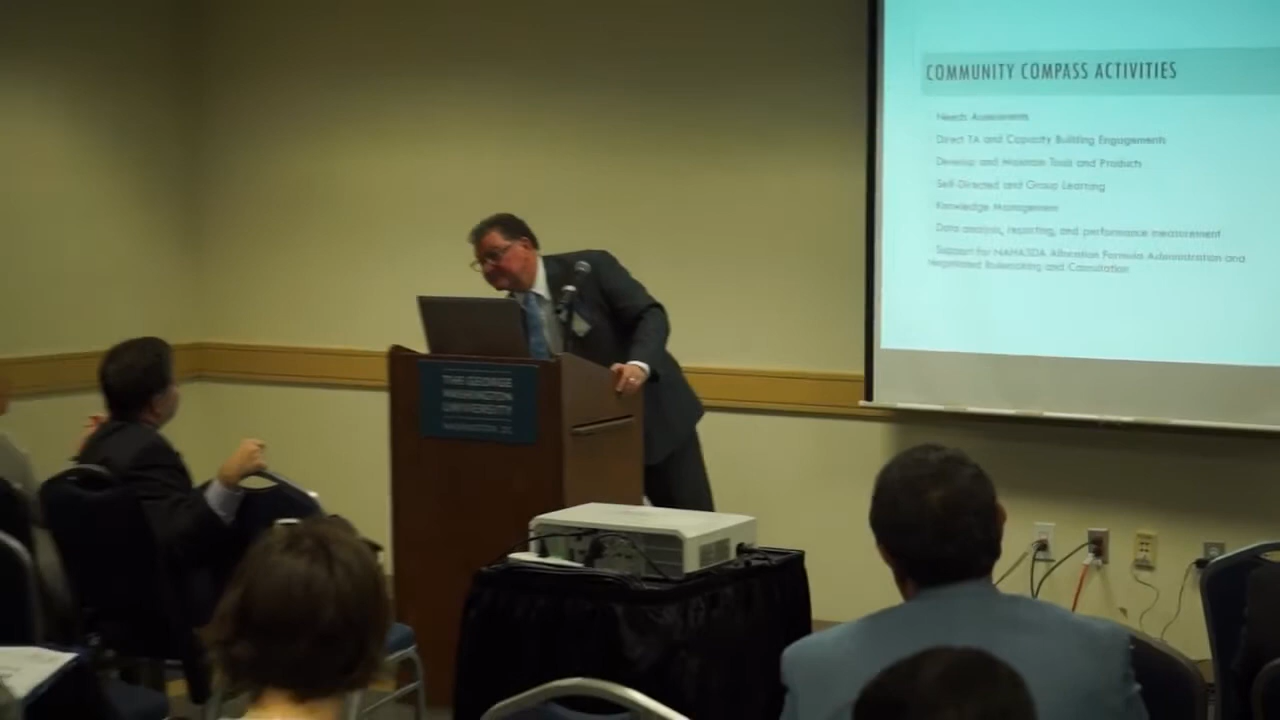 COMMUNITY COMPASS ACTIVITIES
Needs Assessments
Direct TA and Capacity Building Engagements
Develop and Maintain Tools and Products
Self-Directed and Group Learning
Knowledge Management
Data analysis, reporting, and performance measurement
Support for NAHASDA Allocation Formula Administration and
Negotiated Rulemaking and Consultation
THE GEORGE
WASHINGTON
UNIVERSITY
WASHINGTON, DC